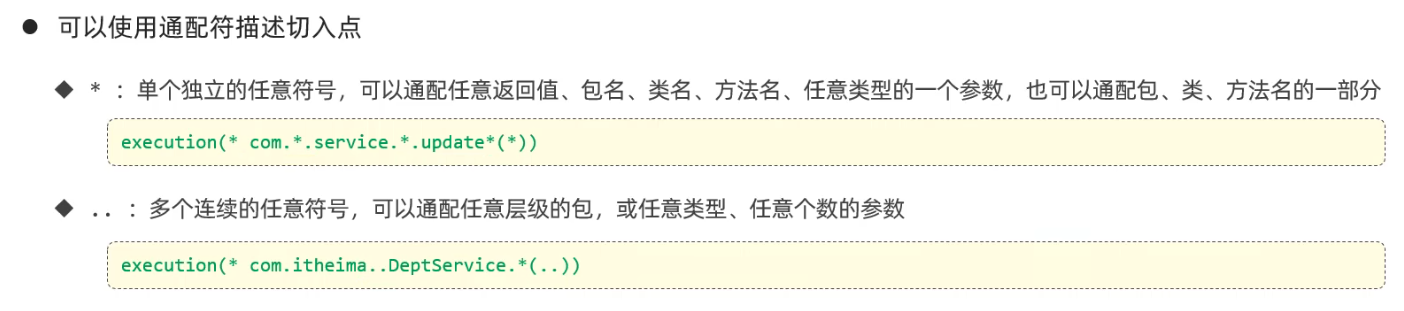 ● 可以使用通配符描述切入点
◆ * ：单个独立的任意符号，可以通配任意返回值、包名、类名、方法名、任意类型的一个参数，也可以通配包、类、方法名的一部分
execution(* com.*.service.*.update*(*))
◆ .. ：多个连续的任意符号，可以通配任意层级的包，或任意类型、任意个数的参数
execution(* com.itheima..DeptService.*(..))